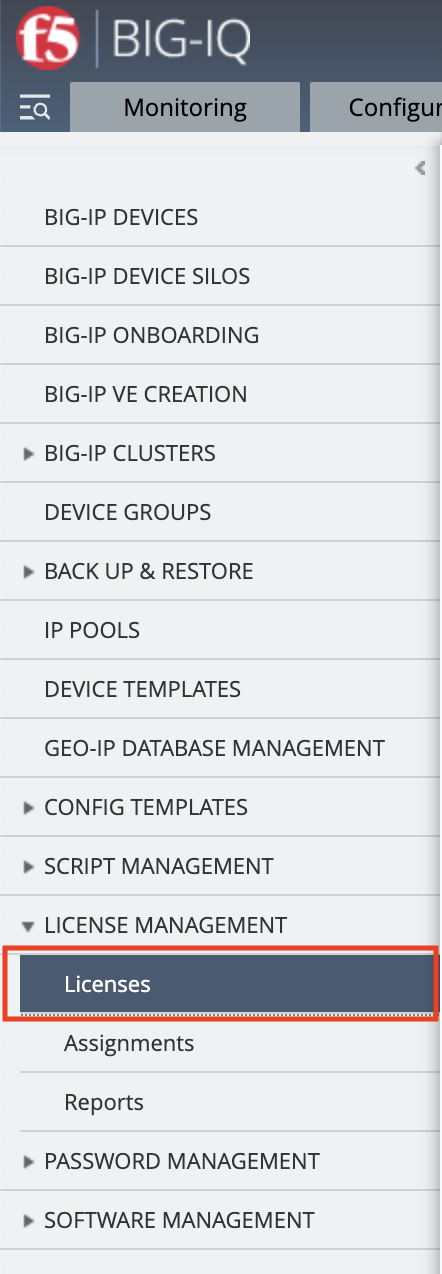 f5 BIG-IQ
Monitoring Configur
BIG-IP DEVICES
BIG-IP DEVICE SILOS
BIG-IP ONBOARDING
BIG-IP VE CREATION
BIG-IP CLUSTERS
DEVICE GROUPS
BACK UP & RESTORE
IP POOLS
DEVICE TEMPLATES
GEO-IP DATABASE MANAGEMENT
CONFIG TEMPLATES
SCRIPT MANAGEMENT
LICENSE MANAGEMENT
Licenses
Assignments
Reports
PASSWORD MANAGEMENT
SOFTWARE MANAGEMENT